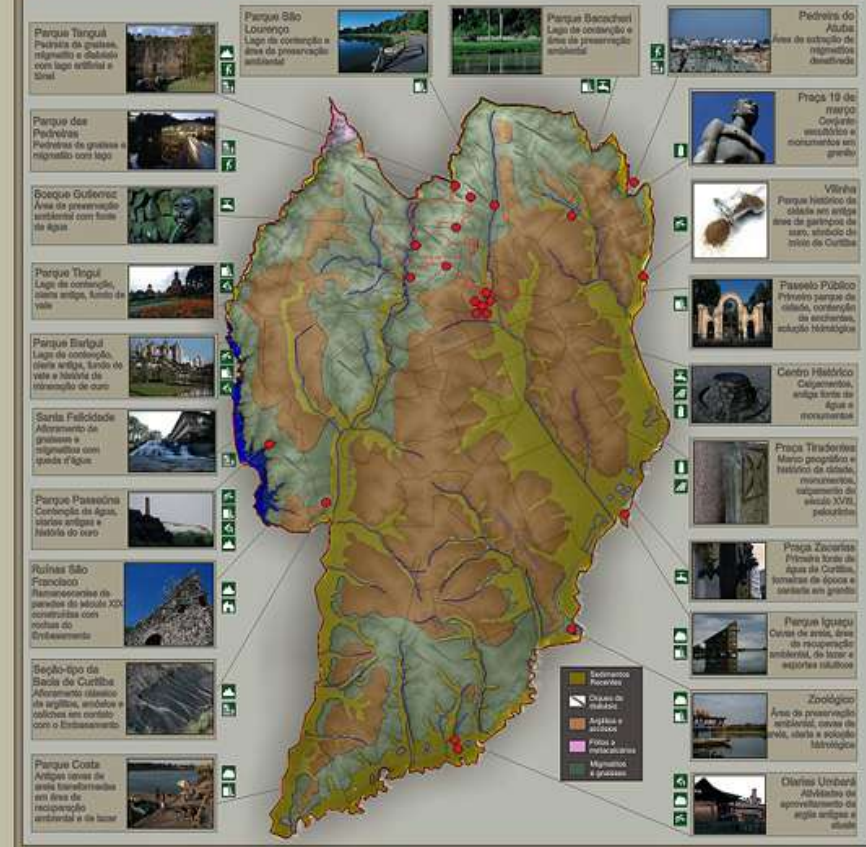 Parque Tanguá
Pedreira de gnaisse,
migmatito e diabásio
com lago artificial e
túnel
Parque das
Pedreiras
Pedreiras de gnaisse e
migmatito com lago
Bosque Gutierrez
Área de preservação
ambiental com fonte
de água
Parque Tingui
Lago de contenção,
olaria antiga, fundo de
vale
Parque Barigui
Lago de contenção,
olaria antiga, fundo de
vale e história de
mineração de ouro
Santa Felicidade
Afloramento de
gnaisses e
migmatitos com
queda d'água
Parque Passaúna
Contenção de água,
olarias antigas e
história do ouro
Ruínas São
Francisco
Remanescentes de
paredes do século XIX
construídas com
rochas do
Embasamento
Seção-tipo da
Bacia de Curitiba
Afloramento clássico
de argilitos, arcósios e
caliches em contato
com o Embasamento
Parque Costa
Antigas cavas de
areia transformadas
em área de
recuperação
ambiental e de lazer
Parque São
Lourenço
Lago de contenção e
área de preservação
ambiental
Parque Bacacheri
Lago de contenção e
área de preservação
ambiental
Pedreira do
Atuba
Área de extração de
migmatitos
desativada
Praça 19 de
março
Conjunto
escultórico e
monumentos em
granito
Vilinha
Parque histórico da
cidade em antiga
área de garimpos de
ouro, símbolo do
início de Curitiba
Passeio Público
Primeiro parque da
cidade, contenção
de enchentes,
solução hidrológica
Centro Histórico
Calçamentos,
antiga fonte de
água e
monumentos
Praça Tiradentes
Marco geográfico e
histórico da cidade,
monumentos,
calçamento do
século XVIII,
pelourinho
Praça Zacarias
Primeira fonte de
água de Curitiba,
torneiras de época e
cantaria em granito
Parque Iguaçu
Cavas de areia, área
de recuperação
ambiental, de lazer e
esportes náuticos
Zoológico
Área de preservação
ambiental, cavas de
areia, olaria e solução
hidrológica
Olarias Umbará
Atividades de
aproveitamento da
argila antigas e
atuais
Sedimentos
Recentes
Diques de
diabásio
Argilitos e
arcósios
Filitos e
metacalcários
Migmatitos
e gnaisses